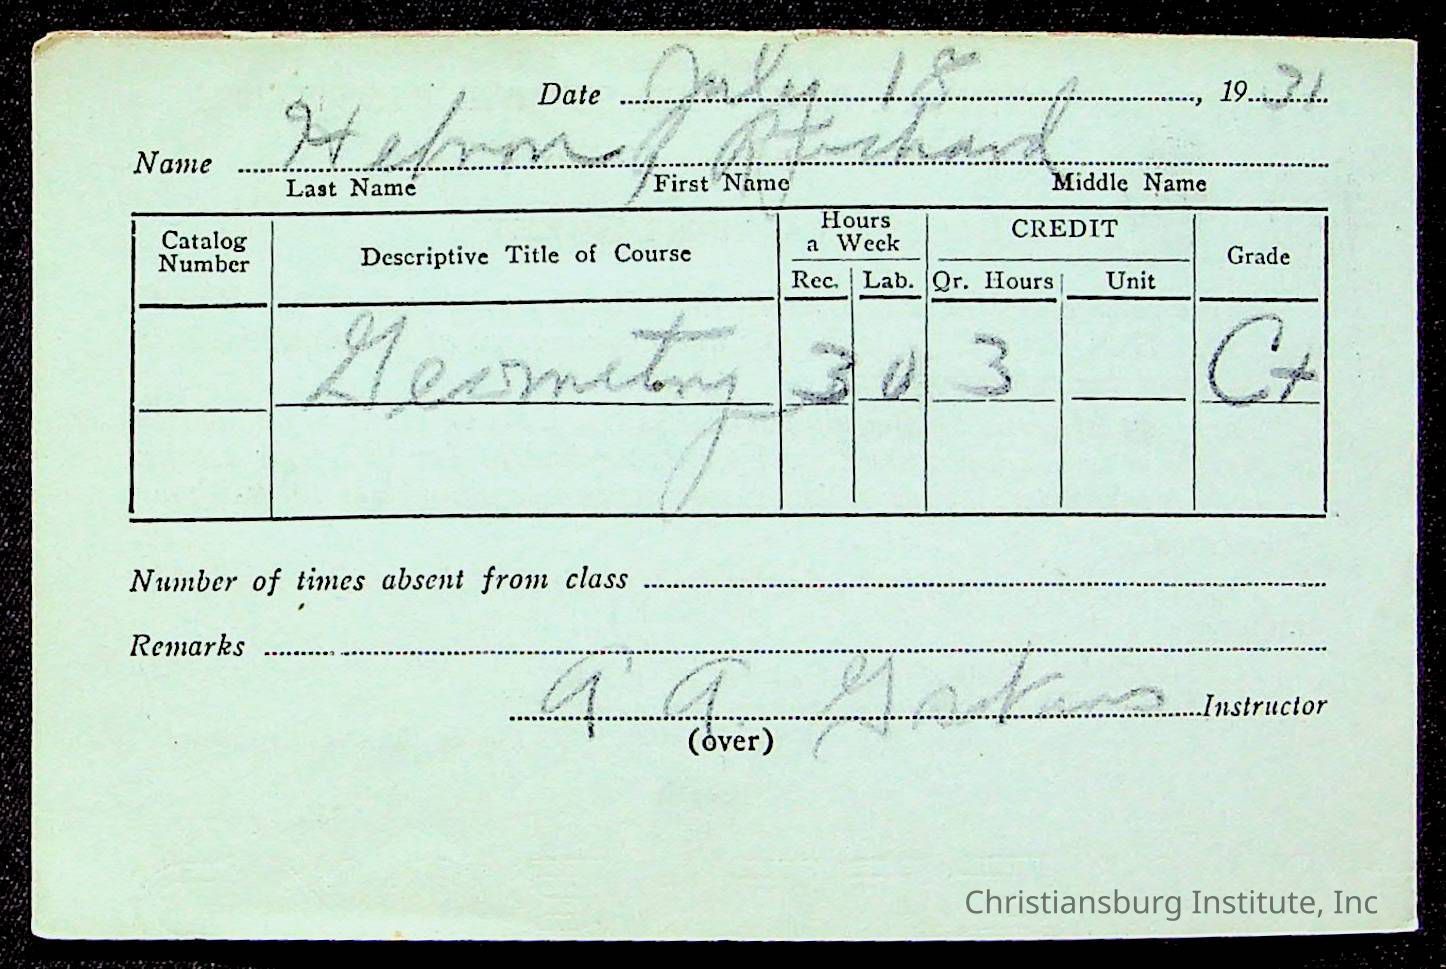 Date July 18, 1931
Name Hebron, Richard
Last Name First Name Middle Name
Catalog Number Descriptive Title of Course Hours a Week CREDIT Grade
Rec. Lab. Qr. Hours Unit
Geometry 3 0 3 C+
Number of times absent from class
Remarks
A A Instructor
(over)
Christiansburg Institute, Inc